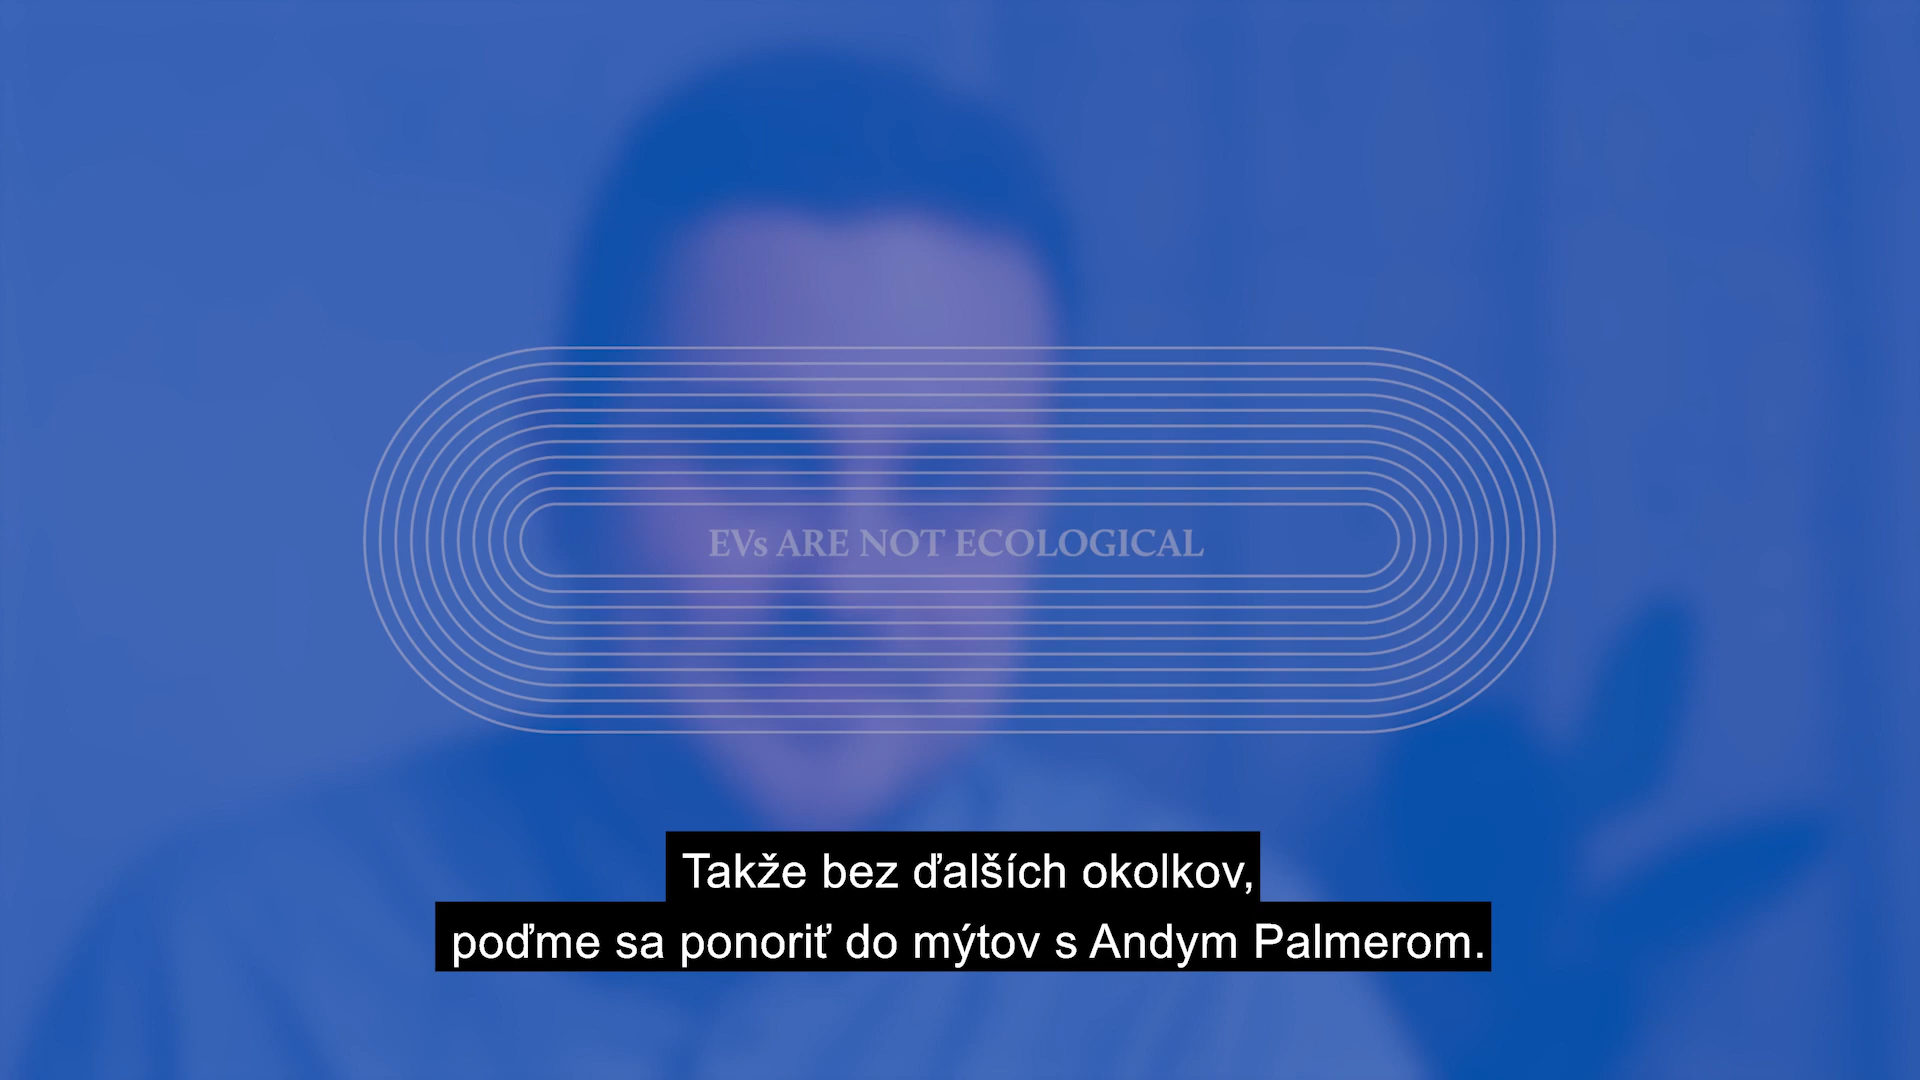 EVs ARE NOT ECOLOGICAL
Takže bez ďalších okolkov,
poďme sa ponoriť do mýtov s Andym Palmerom.